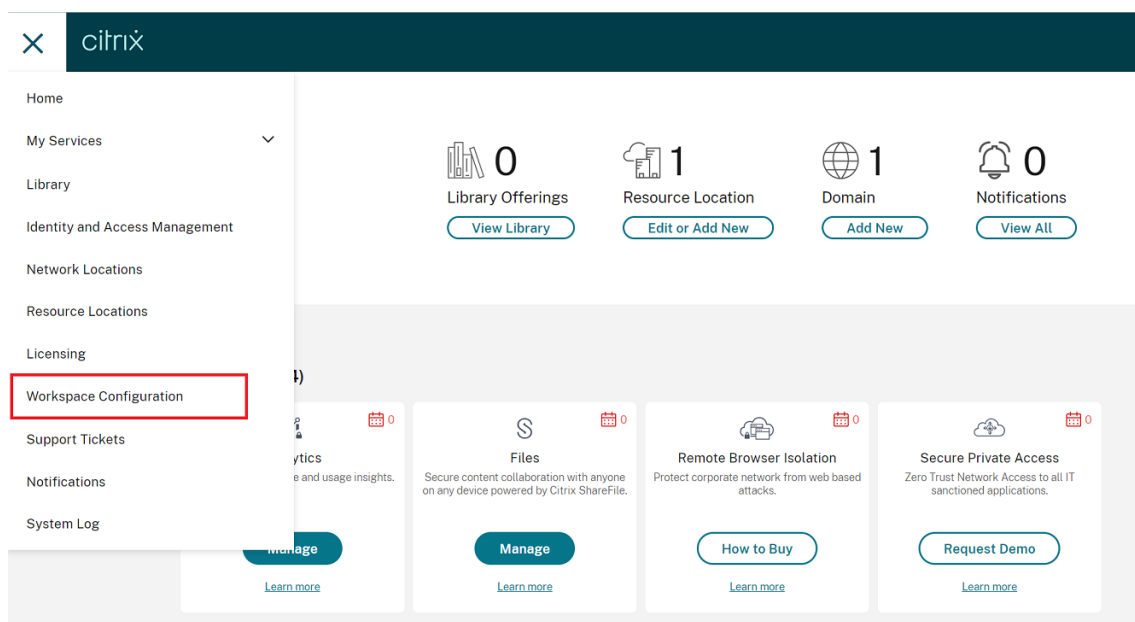 citrix
Home
My Services
Library
Identity and Access Management
Network Locations
Resource Locations
Licensing
Workspace Configuration
Support Tickets
Notifications
System Log
0
Library Offerings
View Library
1
Resource Location
Edit or Add New
1
Domain
Add New
0
Notifications
View All
4)
0
ytics
e and usage insights.
Manage
Learn more
0
Files
Secure content collaboration with anyone
on any device powered by Citrix ShareFile.
Manage
Learn more
0
Remote Browser Isolation
Protect corporate network from web based
attacks.
How to Buy
Learn more
0
Secure Private Access
Zero Trust Network Access to all IT
sanctioned applications.
Request Demo
Learn more